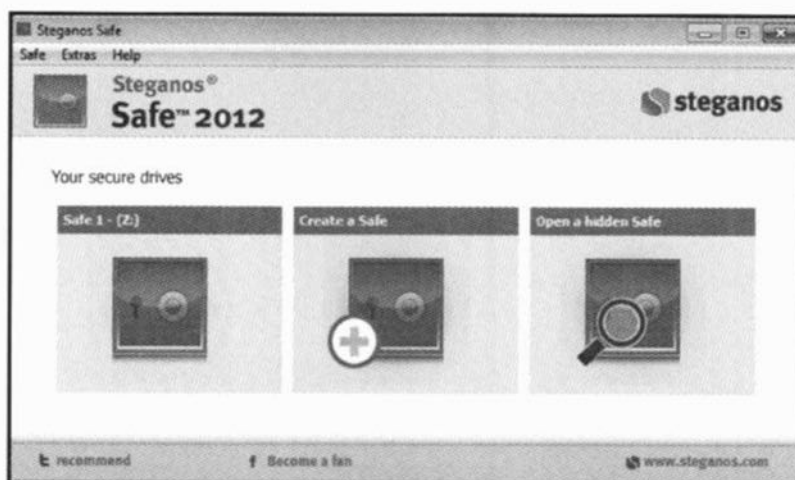 Steganos Safe
Safe Extras Help
Steganos®
Safe™ 2012
steganos
Your secure drives
Safe 1 - (Z:)
Create a Safe
Open a hidden Safe
t recommend
f Become a fan
www.steganos.com